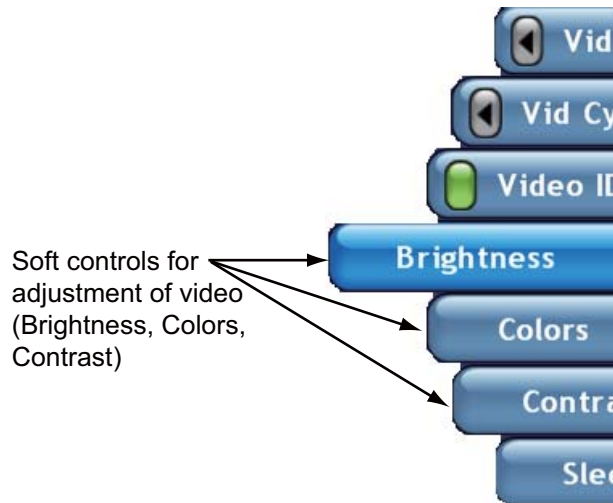 Vid
Vid Cy
Video ID
Brightness
Soft controls for
adjustment of video
(Brightness, Colors,
Contrast)
Colors
Contra
Slee